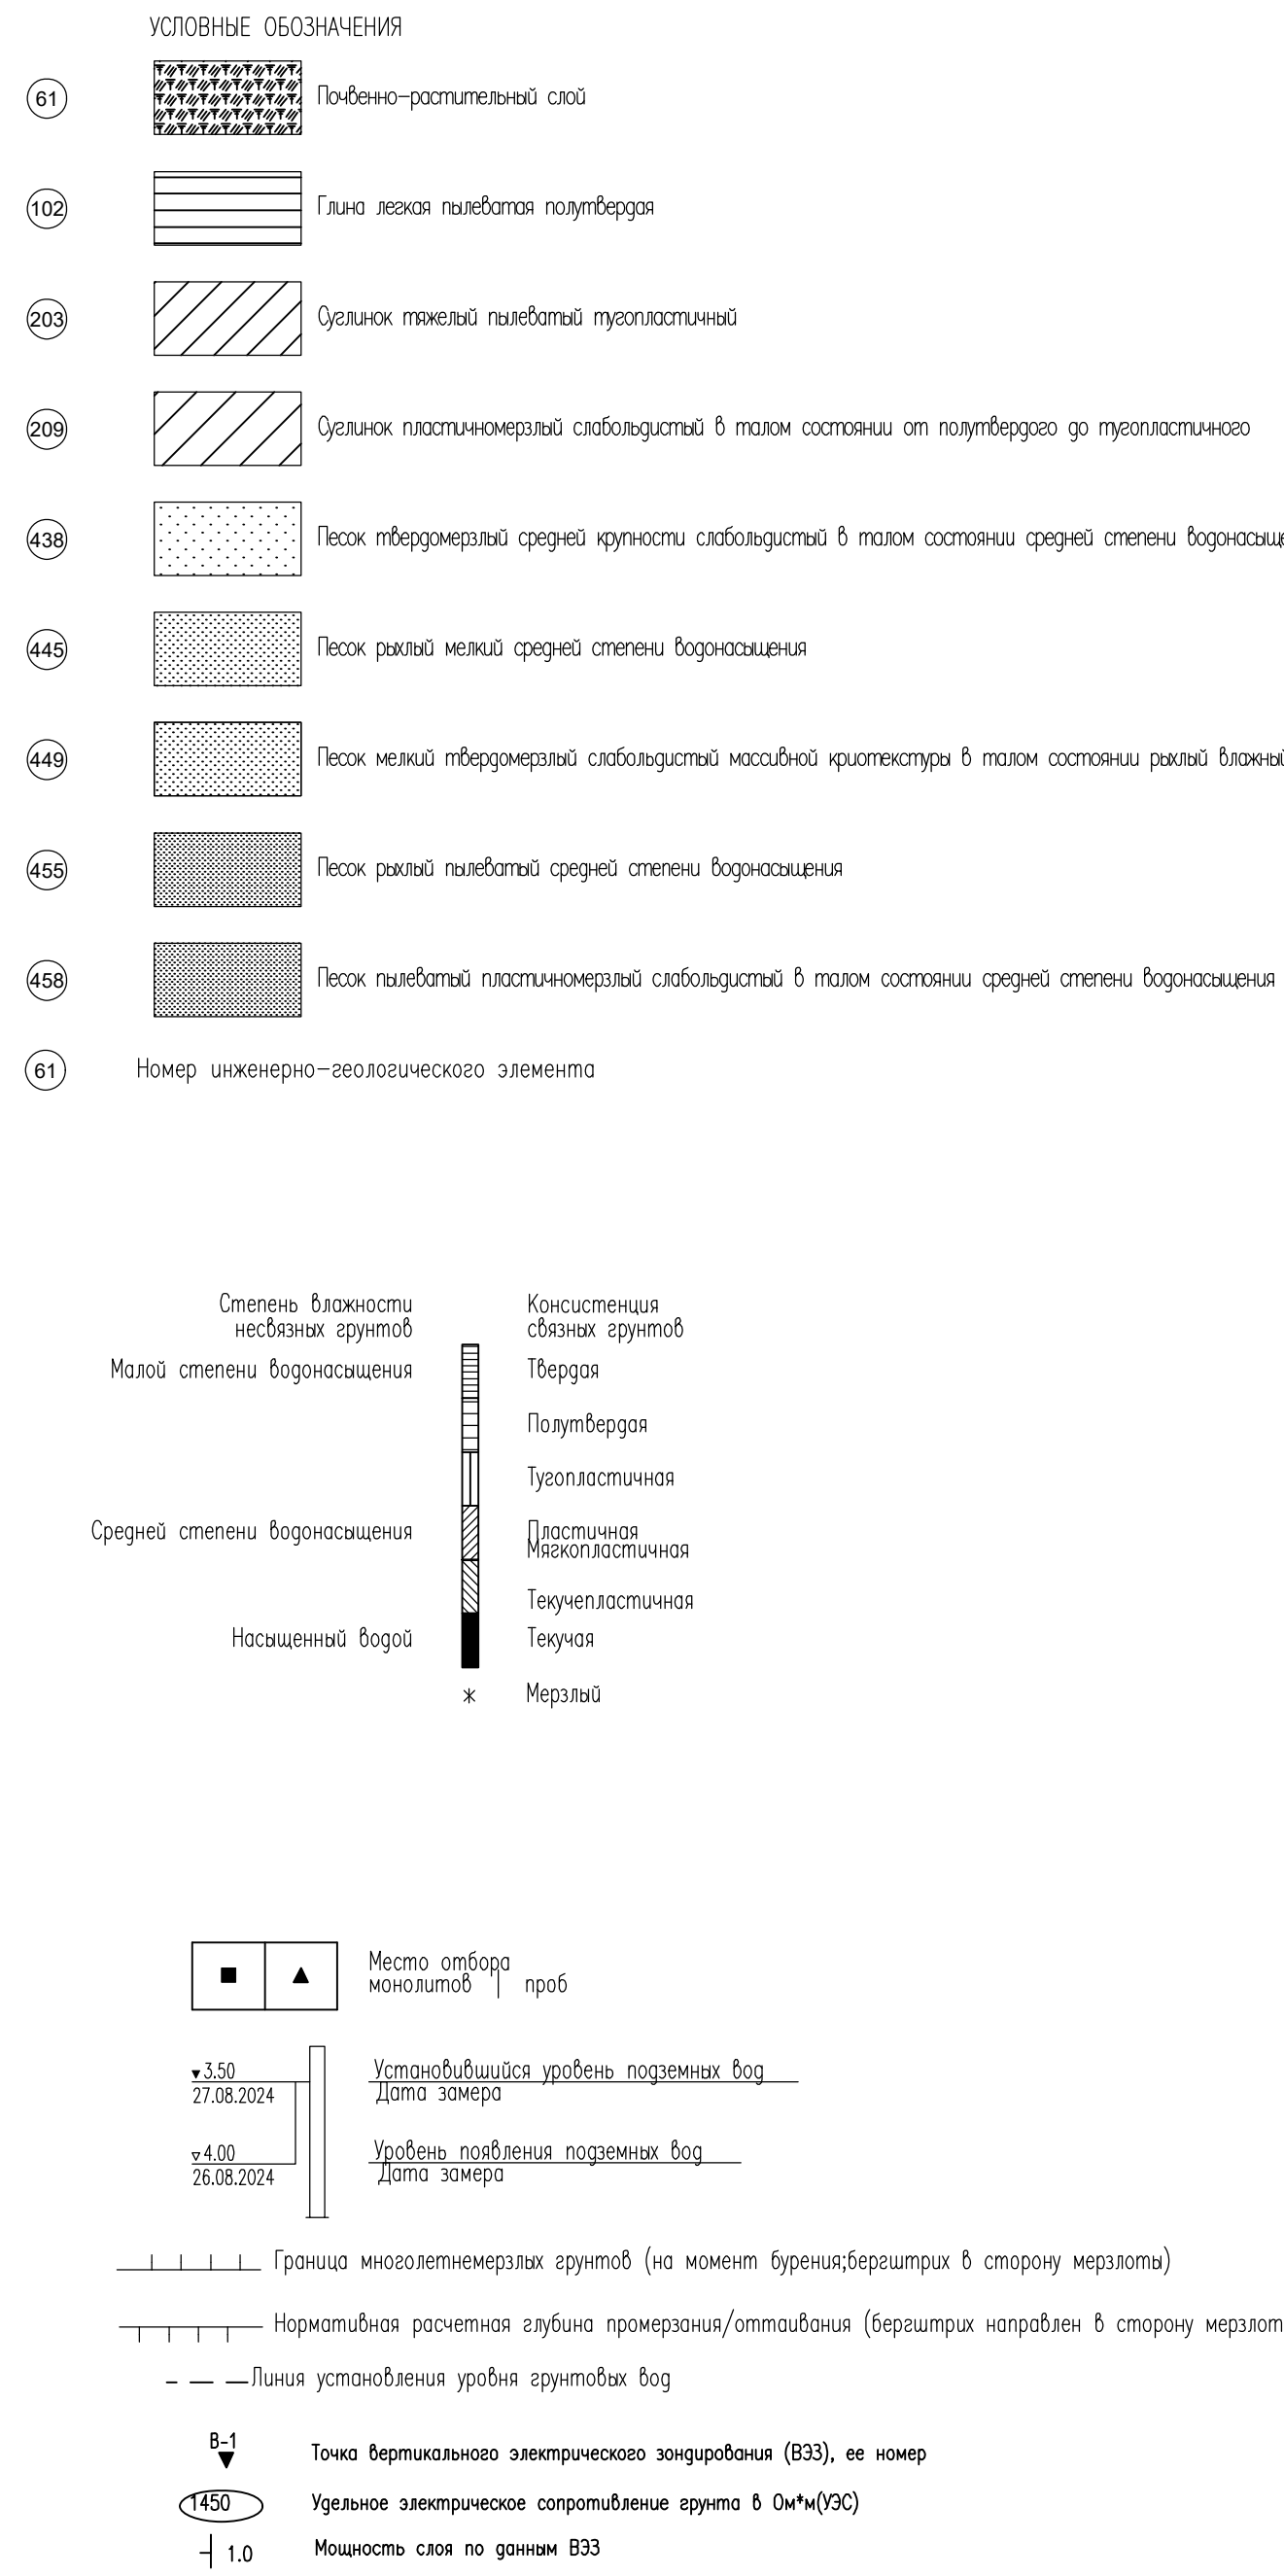 УСЛОВНЫЕ ОБОЗНАЧЕНИЯ
61 Почвенно-растительный слой
102 Глина легкая пылеватая полутвердая
203 Суглинок тяжелый пылеватый тугопластичный
209 Суглинок пластичномерзлый слабольдистый в талом состоянии от полутвердого до тугопластичного
438 Песок твердомерзлый средней крупности слабольдистый в талом состоянии средней степени водонасыще
445 Песок рыхлый мелкий средней степени водонасыщения
449 Песок мелкий твердомерзлый слабольдистый массивной криотекстуры в талом состоянии рыхлый влажный
455 Песок рыхлый пылеватый средней степени водонасыщения
458 Песок пылеватый пластичномерзлый слабольдистый в талом состоянии средней степени водонасыщения
61 Номер инженерно-геологического элемента
Степень влажности Консистенция
несвязных грунтов связных грунтов
Малой степени водонасыщения Твердая
Полутвердая
Тугопластичная
Средней степени водонасыщения Пластичная
Мягкопластичная
Текучепластичная
Насыщенный водой Текучая
Мерзлый
Место отбора
монолитов | проб
3.50 Установившийся уровень подземных вод
27.08.2024 Дата замера
4.00 Уровень появления подземных вод
26.08.2024 Дата замера
Граница многолетнемерзлых грунтов (на момент бурения;бергштрих в сторону мерзлоты)
Нормативная расчетная глубина промерзания/оттаивания (бергштрих направлен в сторону мерзлот
Линия установления уровня грунтовых вод
В-1 Точка вертикального электрического зондирования (ВЭЗ), ее номер
1450 Удельное электрическое сопротивление грунта в Ом*м(УЭС)
1.0 Мощность слоя по данным ВЭЗ